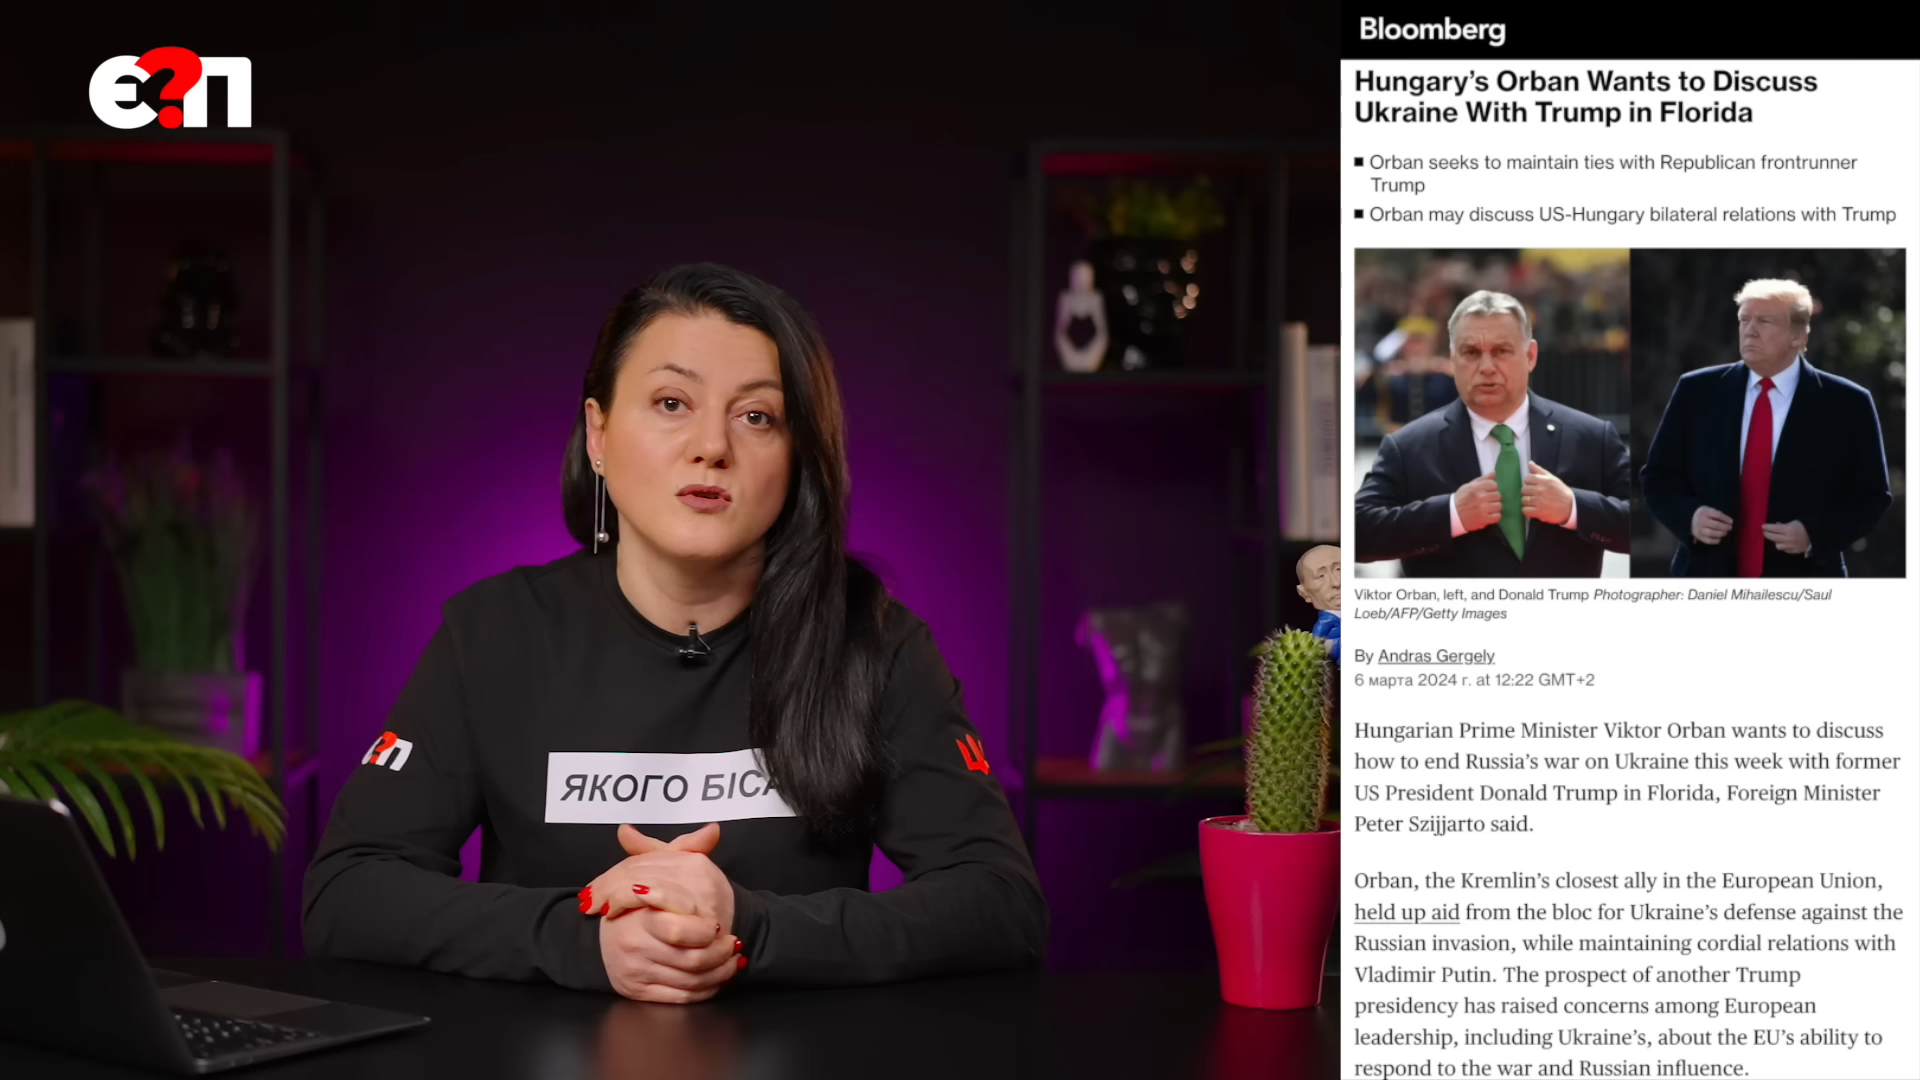 є?п
Bloomberg
Hungary’s Orban Wants to Discuss
Ukraine With Trump in Florida
Orban seeks to maintain ties with Republican frontrunner
Trump
Orban may discuss US-Hungary bilateral relations with Trump
Viktor Orban, left, and Donald Trump Photographer: Daniel Mihailescu/Saul
Loeb/AFP/Getty Images
By Andras Gergely
6 марта 2024 г. at 12:22 GMT+2
Hungarian Prime Minister Viktor Orban wants to discuss
how to end Russia’s war on Ukraine this week with former
US President Donald Trump in Florida, Foreign Minister
Peter Szijjarto said.
Orban, the Kremlin’s closest ally in the European Union,
held up aid from the bloc for Ukraine’s defense against the
Russian invasion, while maintaining cordial relations with
Vladimir Putin. The prospect of another Trump
presidency has raised concerns among European
leadership, including Ukraine’s, about the EU’s ability to
respond to the war and Russian influence.
є?п
ЯКОГО БІСА